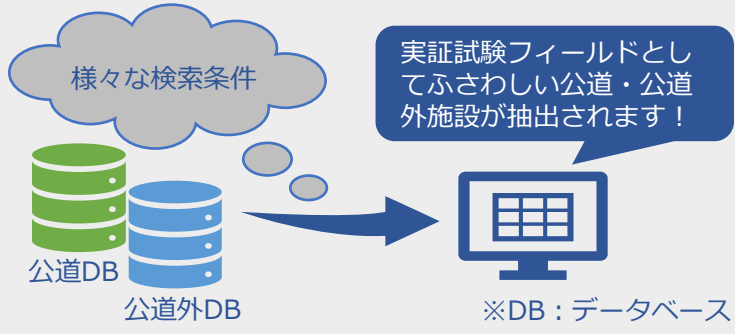 様々な検索条件
実証試験フィールドとし
てふさわしい公道・公道
外施設が抽出されます！
公道DB
公道外DB
※DB：データベース